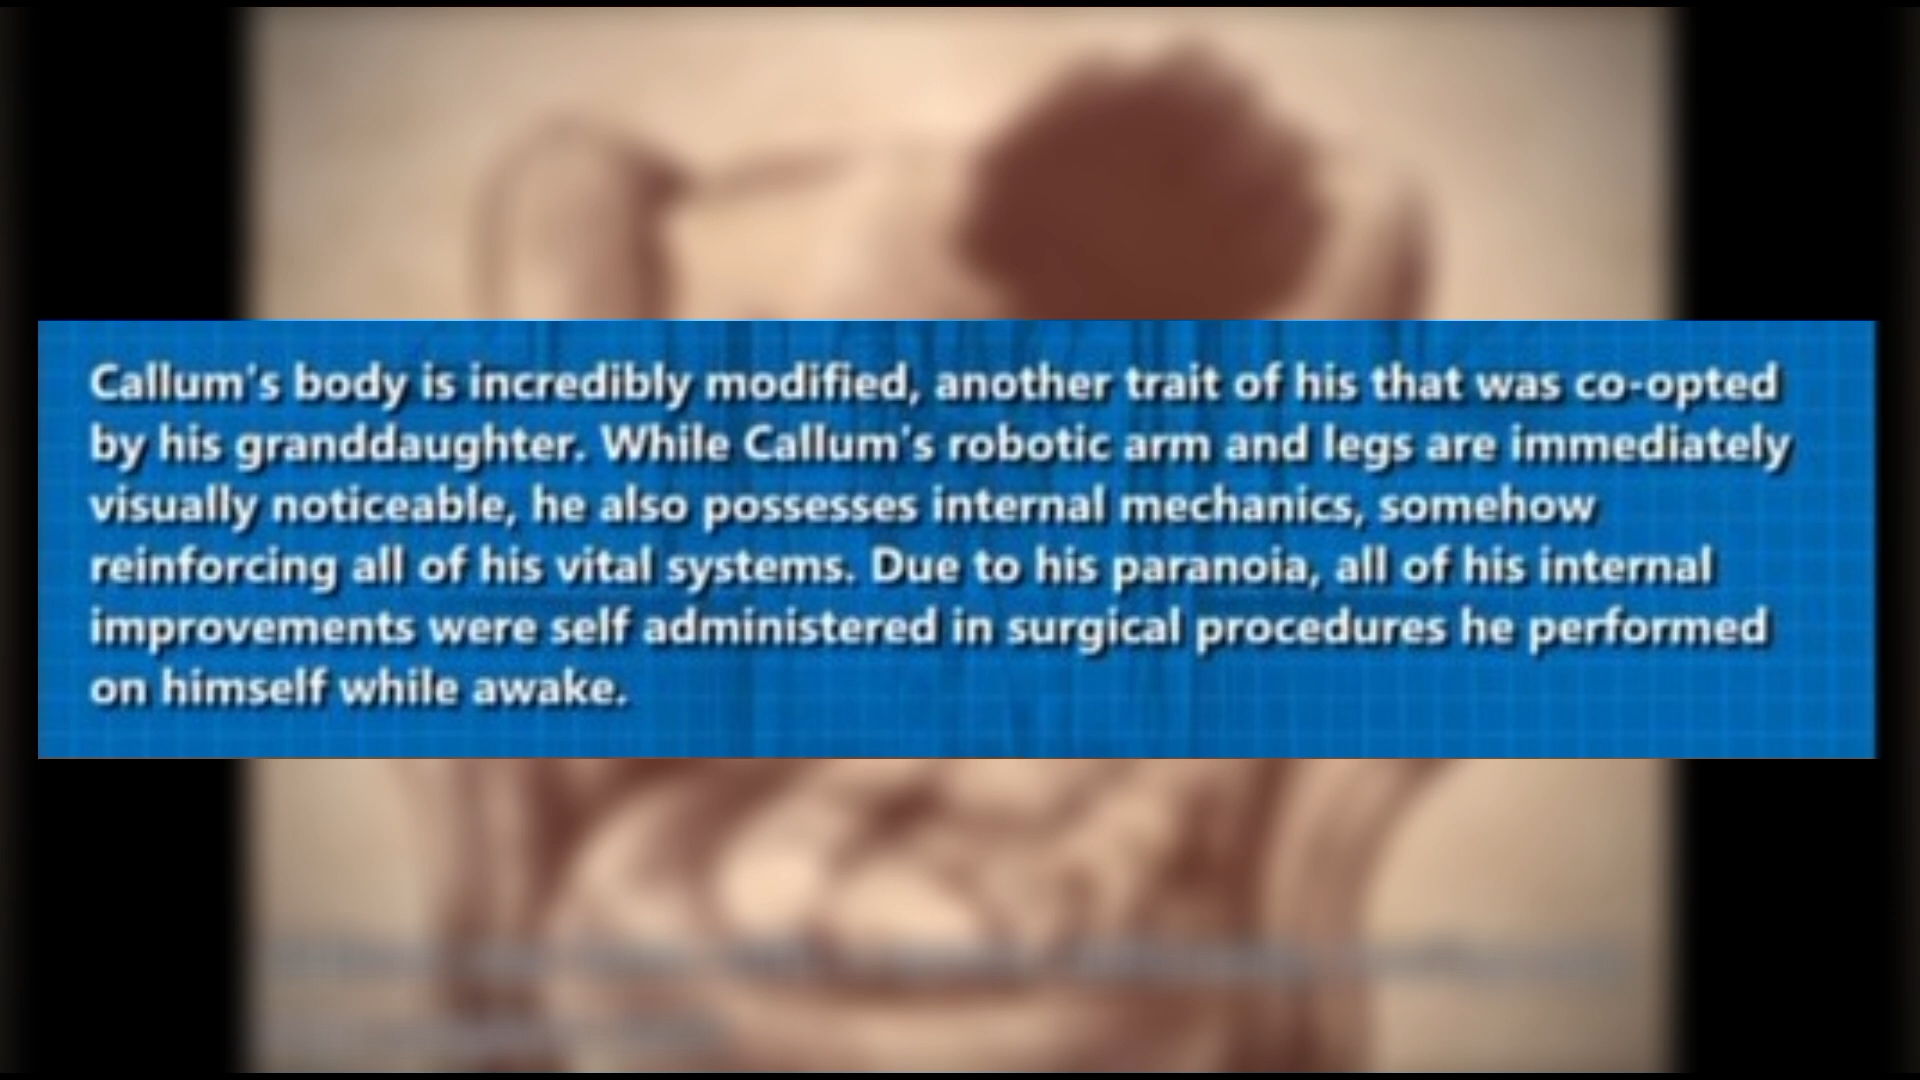 Callum's body is incredibly modified, another trait of his that was co-opted
by his granddaughter. While Callum's robotic arm and legs are immediately
visually noticeable, he also possesses internal mechanics, somehow
reinforcing all of his vital systems. Due to his paranoia, all of his internal
improvements were self administered in surgical procedures he performed
on himself while awake.